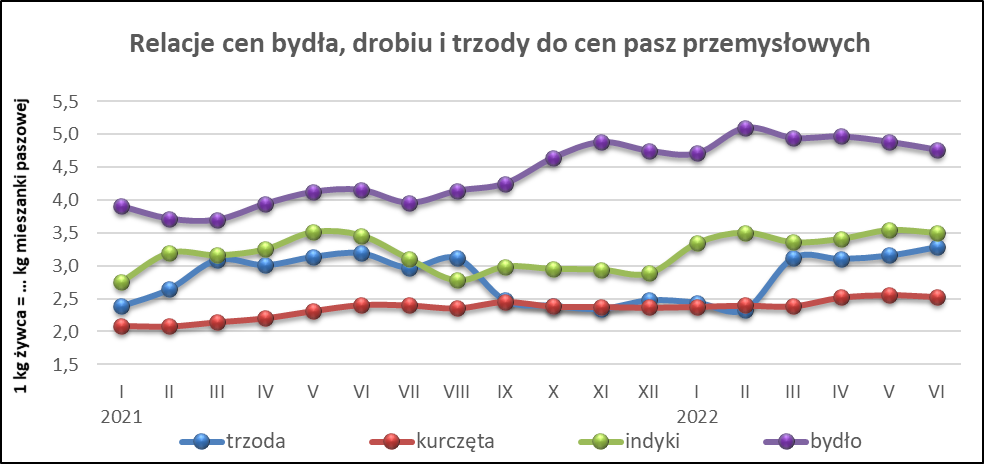 Relacje cen bydła, drobiu i trzody do cen pasz przemysłowych
1 kg żywca = ... kg mieszanki paszowej
5,5
5,0
4,5
4,0
3,5
3,0
2,5
2,0
1,5
I II III IV V VI VII VIII IX X XI XII I II III IV V VI
2021 2022
trzoda kurczęta indyki bydło